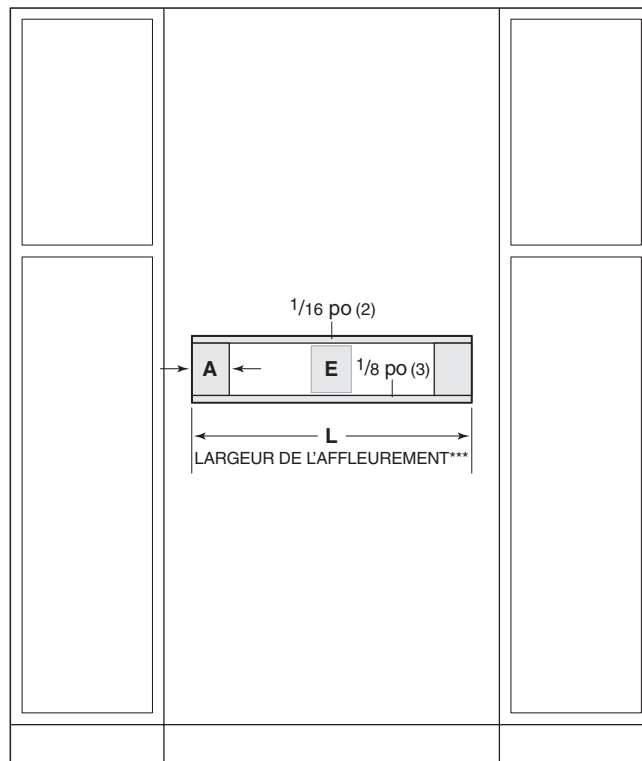 1/16 po (2)
A
E
1/8 po (3)
L
LARGEUR DE L'AFFLEUREMENT***